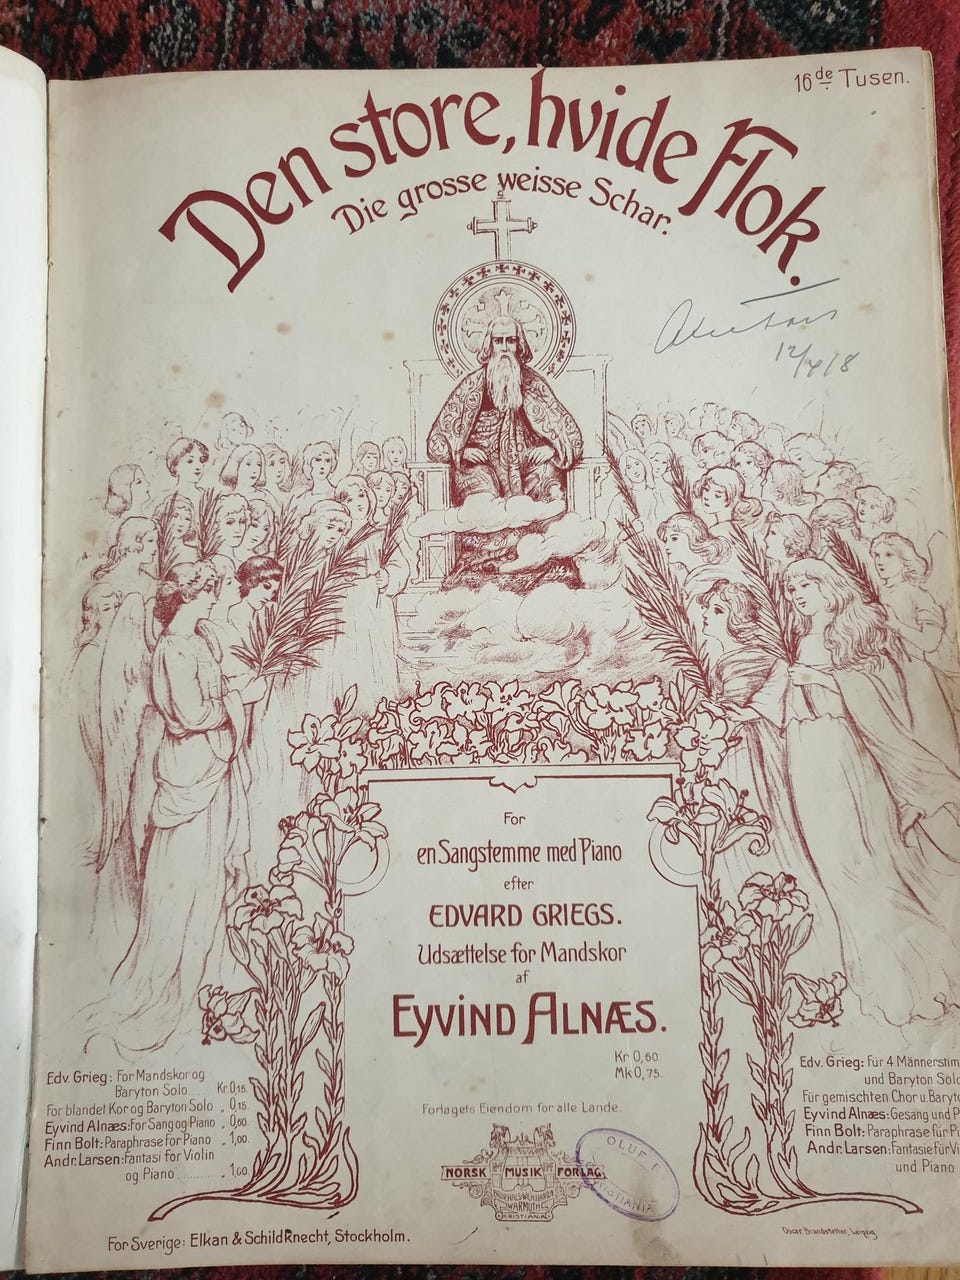 16de Tusen.
Den store, hvide Flok.
Die grosse weisse Schar.
12/4 18
For
en Sangstemme med Piano
efter
EDVARD GRIEGS.
Udsættelse for Mandskor
af
EYVIND ALNÆS.
Kr 0,60
Mk 0,75.
Forlagets Eiendom for alle Lande.
Edv. Grieg: For Mandskor og
Baryton Solo.... Kr 0,15.
For blandet Kor og Baryton Solo „ 0,15.
Eyvind Alnæs: For Sang og Piano „ 0,60.
Finn Bolt: Paraphrase for Piano „ 1,00.
Andr. Larsen: Fantasi for Violin
og Piano ........... „ 1,00.
Edv. Grieg: Für 4 Männerstim
und Baryton Solo
Für gemischten Chor u. Baryto
Eyvind Alnæs: Gesang und P
Finn Bolt: Paraphrase für Pi
Andr. Larsen: Fantasie für Vi
und Piano
NORSK MUSIK FORLAG
WARMUTH
KRISTIANIA
OLUF
KRISTIANIA
For Sverige: Elkan & Schildknecht, Stockholm.
Oscar Brandstetter, Leipzig